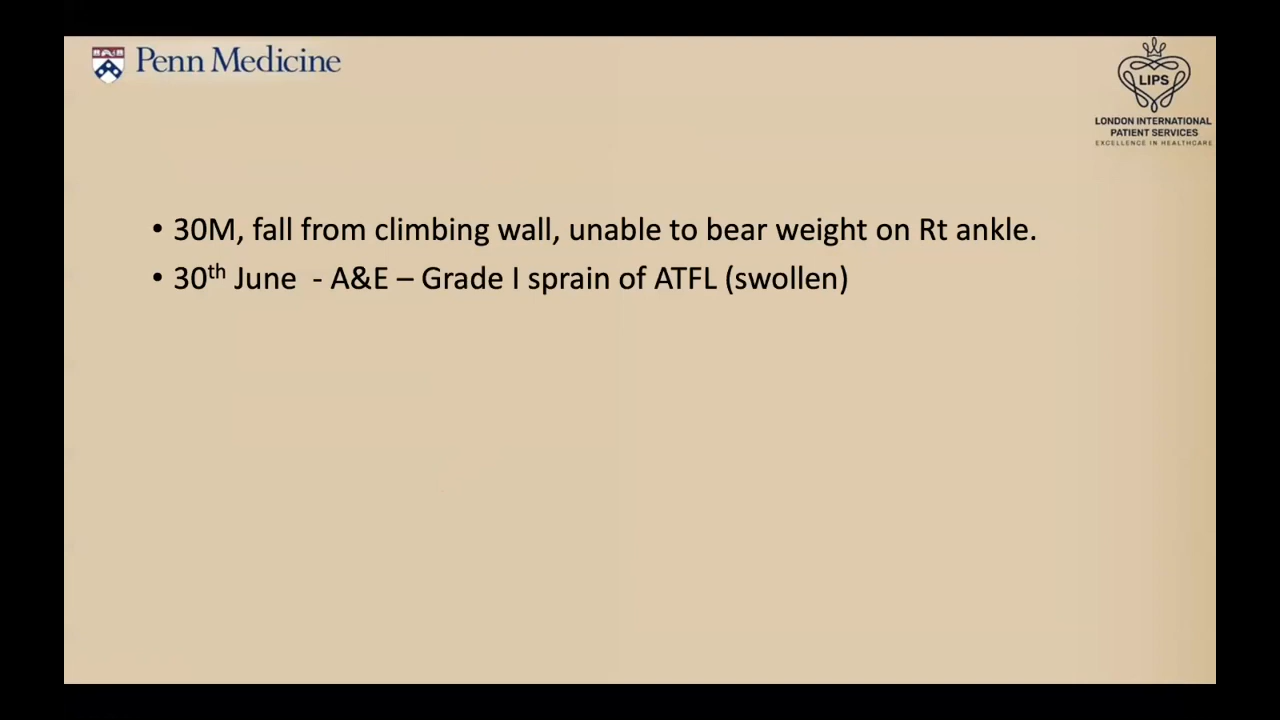 Penn Medicine
LIPS
LONDON INTERNATIONAL
PATIENT SERVICES
EXCELLENCE IN HEALTHCARE
• 30M, fall from climbing wall, unable to bear weight on Rt ankle.
• 30th June - A&E – Grade I sprain of ATFL (swollen)